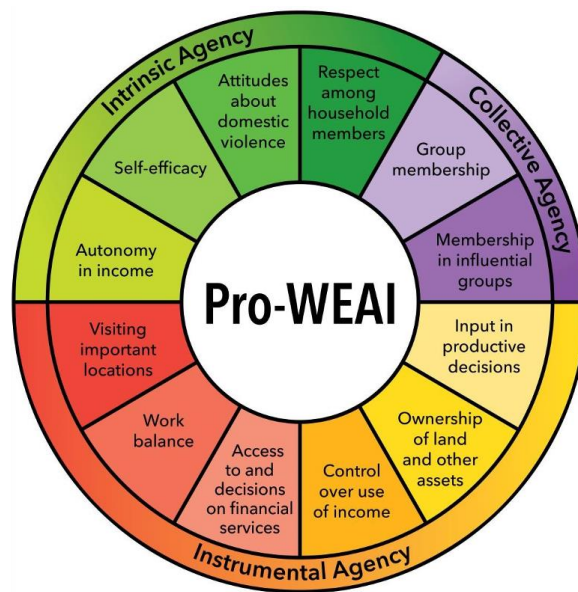 Intrinsic Agency
Attitudes
about
domestic
violence
Respect
among
household
members
Collective Agency
Self-efficacy
Group
membership
Autonomy
in income
Membership
in influential
groups
Pro-WEAI
Visiting
important
locations
Input in
productive
decisions
Work
balance
Access
to and
decisions
on financial
services
Control
over use
of income
Ownership
of land
and other
assets
Instrumental Agency